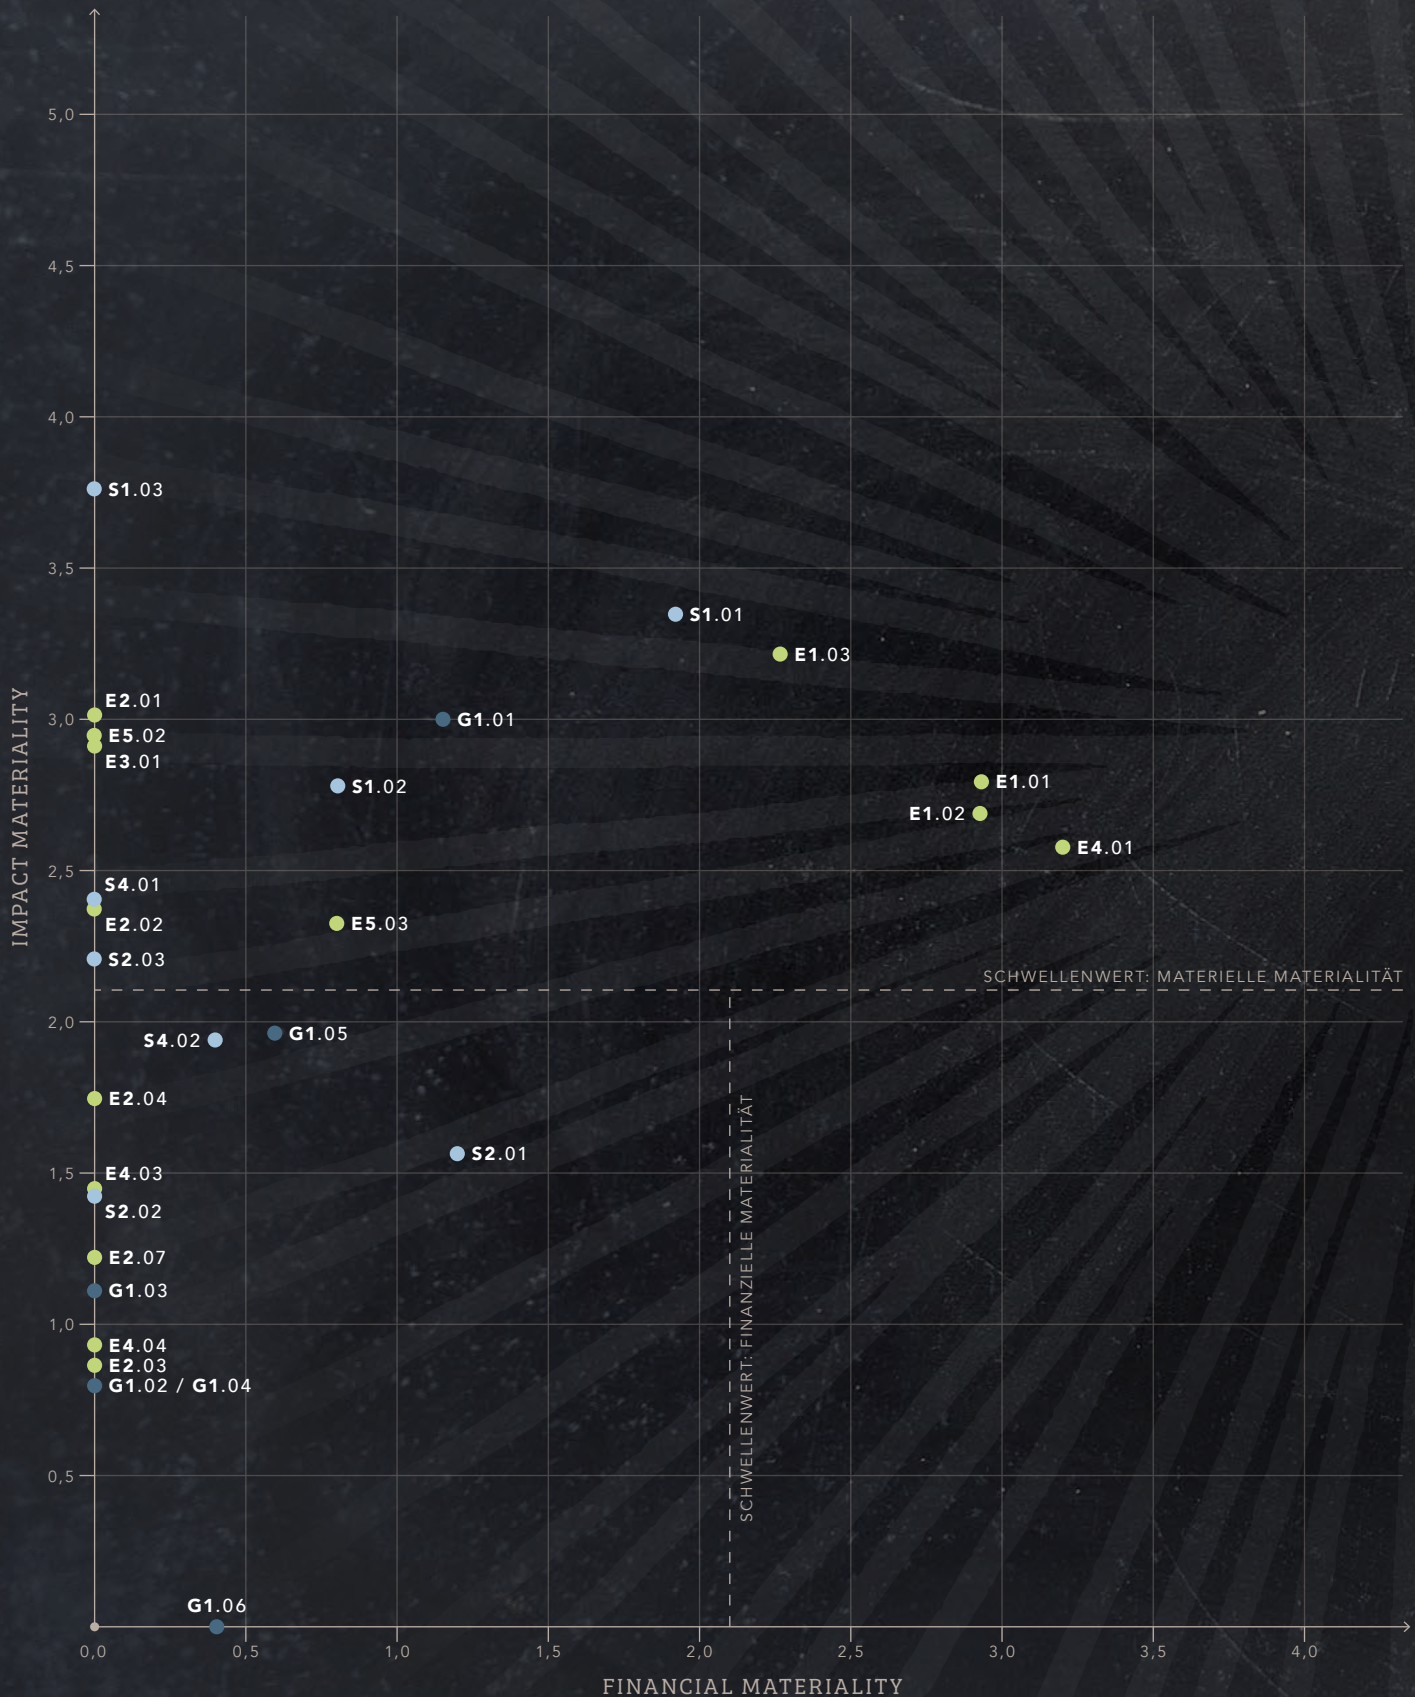 5,0
4,5
4,0
S1.03
3,5
S1.01
E1.03
E2.01
3,0
G1.01
E5.02
E3.01
E1.01
S1.02
E1.02
E4.01
2,5
S4.01
E2.02
E5.03
S2.03
SCHWELLENWERT: MATERIELLE MATERIALITÄT
2,0
G1.05
S4.02
E2.04
S2.01
1,5
E4.03
S2.02
E2.07
G1.03
1,0
E4.04
E2.03
G1.02 / G1.04
0,5
G1.06
SCHWELLENWERT: FINANZIELLE MATERIALITÄT
IMPACT MATERIALITY
0,0 0,5 1,0 1,5 2,0 2,5 3,0 3,5 4,0
FINANCIAL MATERIALITY